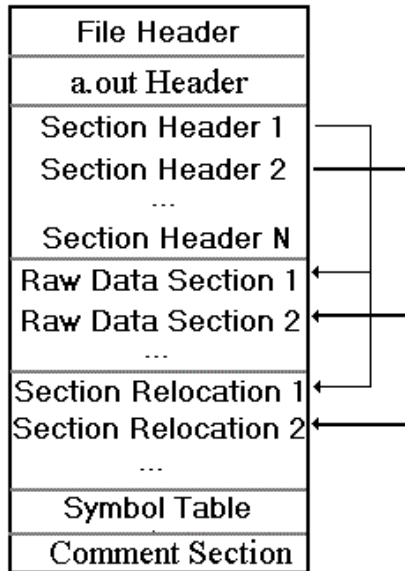 File Header
a.out Header
Section Header 1
Section Header 2
...
Section Header N
Raw Data Section 1
Raw Data Section 2
...
Section Relocation 1
Section Relocation 2
...
Symbol Table
Comment Section